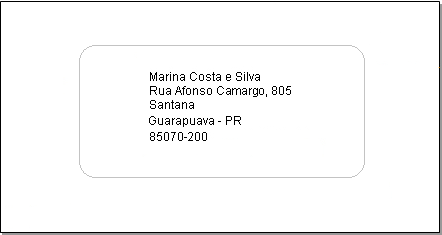 Marina Costa e Silva
Rua Afonso Camargo, 805
Santana
Guarapuava - PR
85070-200